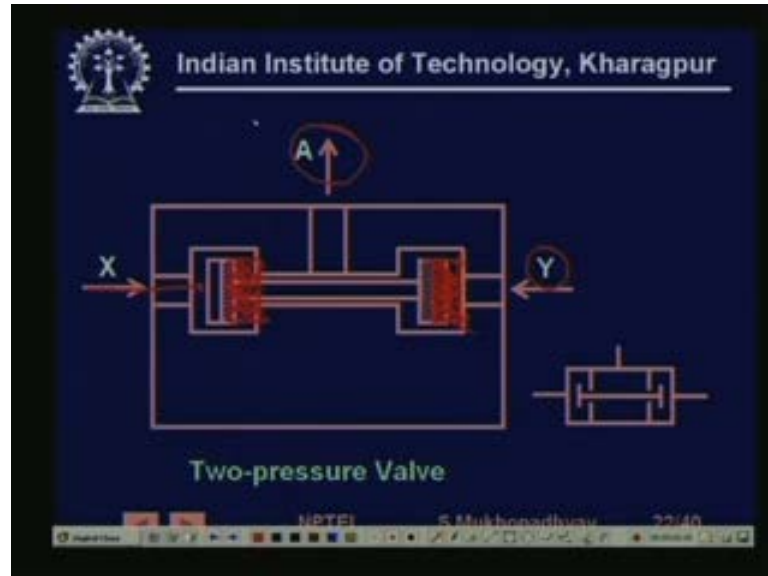 Indian Institute of Technology, Kharagpur
A
X
Y
Two-pressure Valve
NPTEL S.Mukhopadhyay 22/40